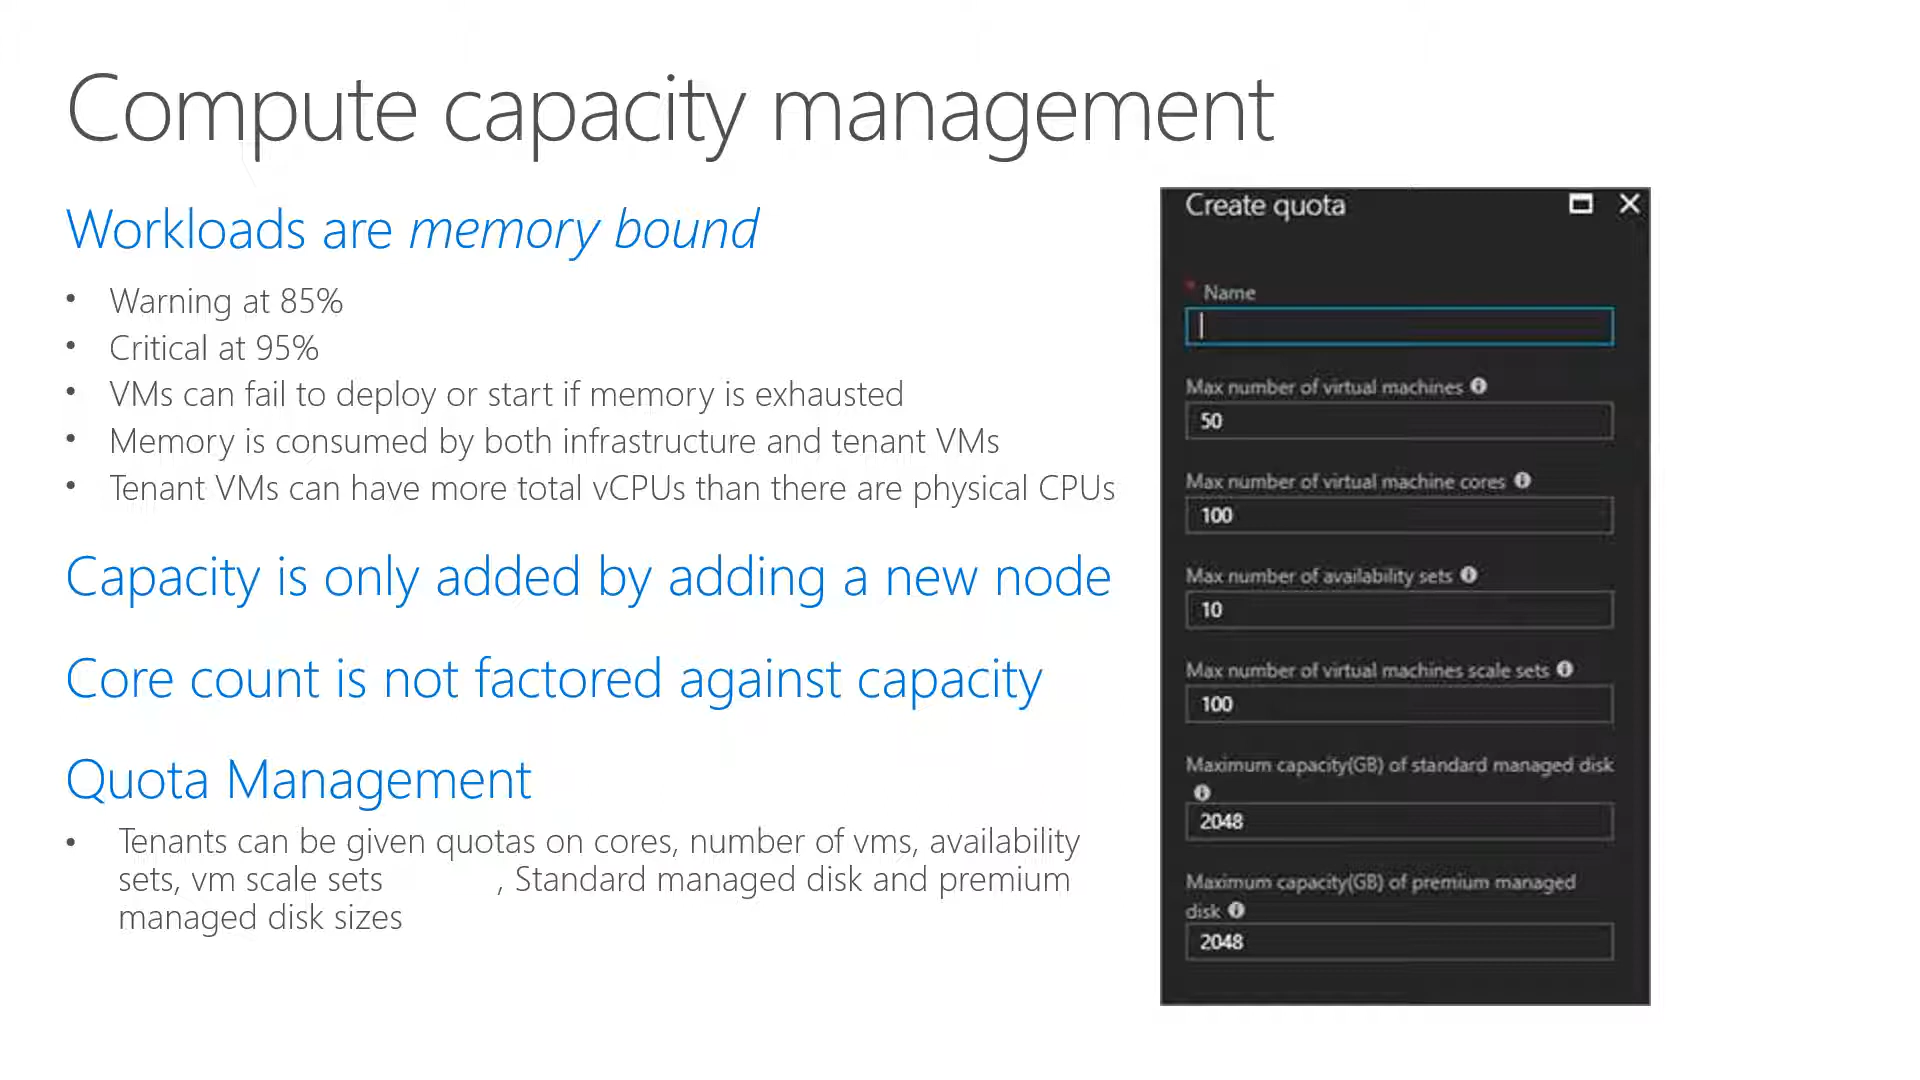 Compute capacity management
Workloads are memory bound
• Warning at 85%
• Critical at 95%
• VMs can fail to deploy or start if memory is exhausted
• Memory is consumed by both infrastructure and tenant VMs
• Tenant VMs can have more total vCPUs than there are physical CPUs
Capacity is only added by adding a new node
Core count is not factored against capacity
Quota Management
• Tenants can be given quotas on cores, number of vms, availability
sets, vm scale sets , Standard managed disk and premium
managed disk sizes
Create quota
* Name
Max number of virtual machines
50
Max number of virtual machine cores
100
Max number of availability sets
10
Max number of virtual machines scale sets
100
Maximum capacity(GB) of standard managed disk
2048
Maximum capacity(GB) of premium managed
disk
2048